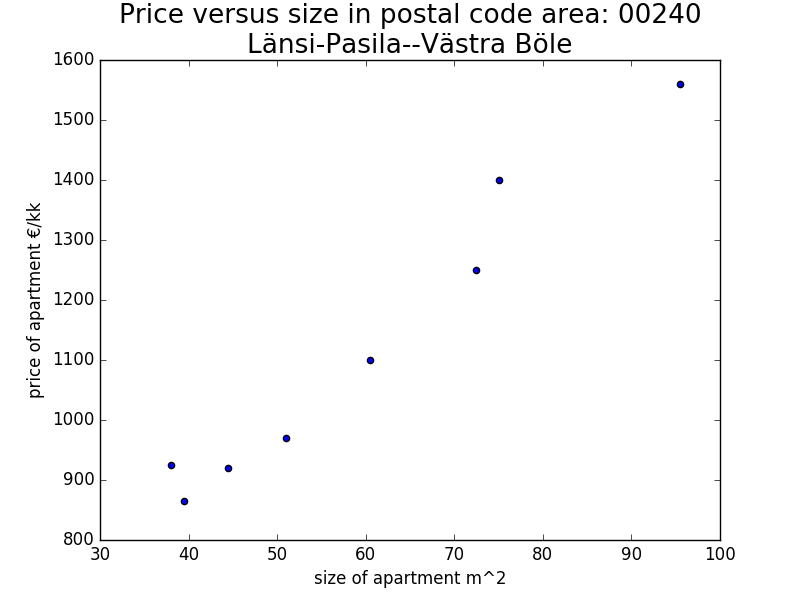 Price versus size in postal code area: 00240
Länsi-Pasila--Västra Böle
1600
1500
1400
1300
1200
1100
1000
900
800
price of apartment €/kk
30 40 50 60 70 80 90 100
size of apartment m^2